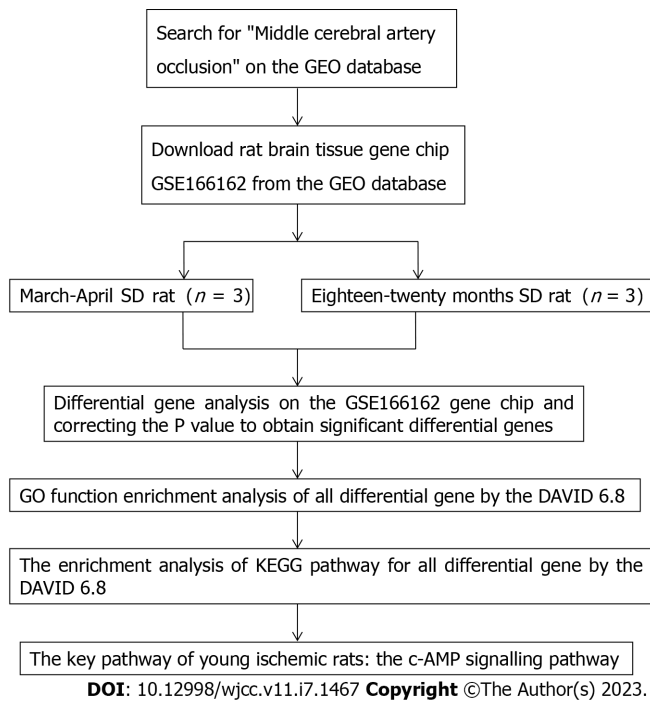 Search for "Middle cerebral artery
occlusion" on the GEO database
Download rat brain tissue gene chip
GSE166162 from the GEO database
March-April SD rat (n = 3)
Eighteen-twenty months SD rat (n = 3)
Differential gene analysis on the GSE166162 gene chip and
correcting the P value to obtain significant differential genes
GO function enrichment analysis of all differential gene by the DAVID 6.8
The enrichment analysis of KEGG pathway for all differential gene by the
DAVID 6.8
The key pathway of young ischemic rats: the c-AMP signalling pathway
DOI: 10.12998/wjcc.v11.i7.1467 Copyright ©The Author(s) 2023.